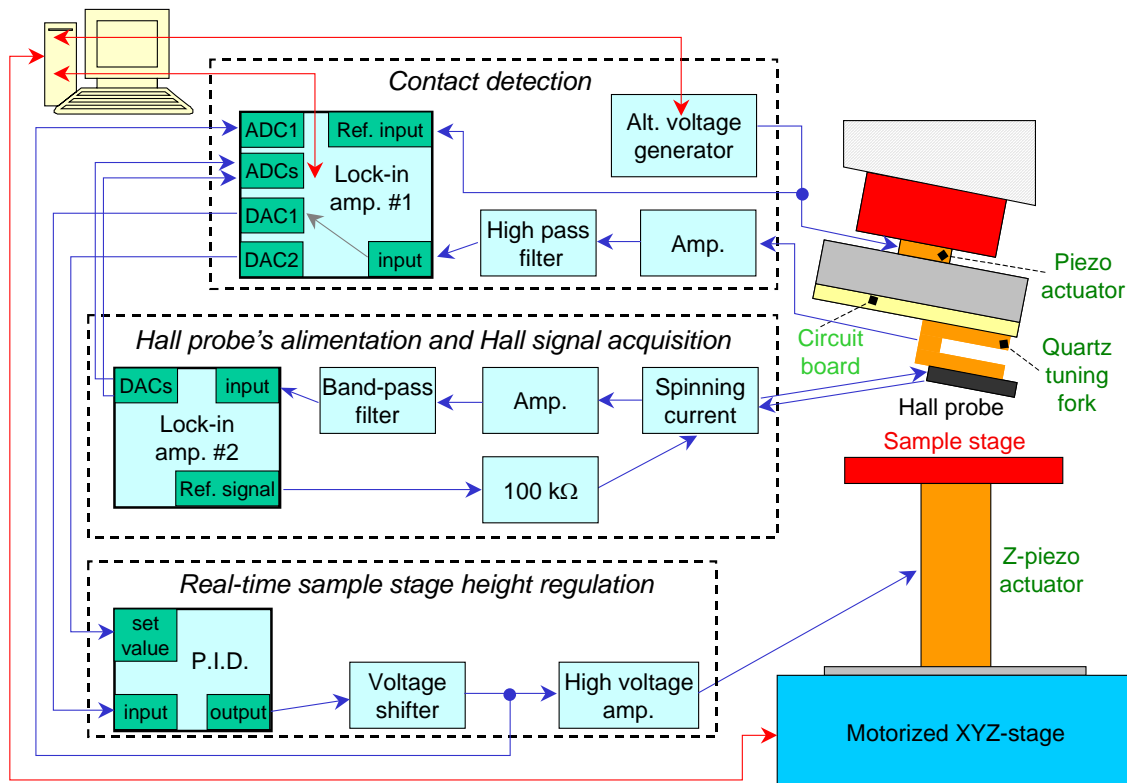 Contact detection
ADC1
Ref. input
ADCs
Lock-in
amp. #1
DAC1
DAC2
input
Alt. voltage
generator
High pass
filter
Amp.
Piezo
actuator
Circuit
board
Quartz
tuning
fork
Hall probe
Hall probe's alimentation and Hall signal acquisition
DACs
input
Lock-in
amp. #2
Ref. signal
Band-pass
filter
Amp.
Spinning
current
100 kΩ
Sample stage
Z-piezo
actuator
Real-time sample stage height regulation
set
value
P.I.D.
input
output
Voltage
shifter
High voltage
amp.
Motorized XYZ-stage